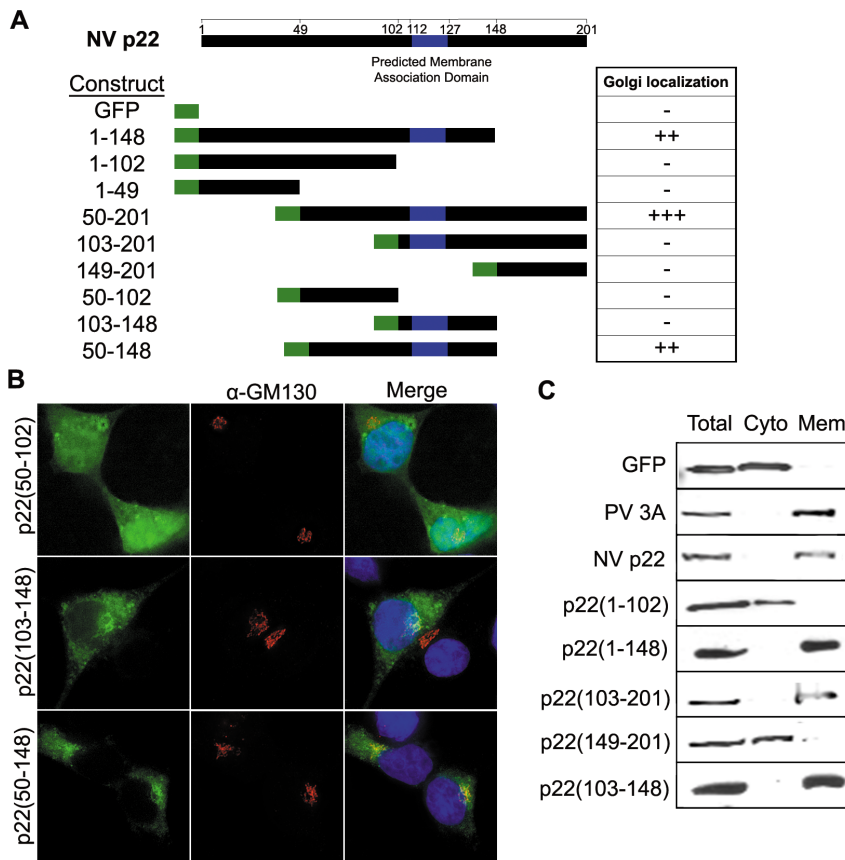 A
1 49 102 112 127 148 201
NV p22
Predicted Membrane
Association Domain
Construct
Golgi localization
GFP -
1-148 ++
1-102 -
1-49 -
50-201 +++
103-201 -
149-201 -
50-102 -
103-148 -
50-148 ++
B
α-GM130 Merge
p22(50-102)
p22(103-148)
p22(50-148)
C
Total Cyto Mem
GFP
PV 3A
NV p22
p22(1-102)
p22(1-148)
p22(103-201)
p22(149-201)
p22(103-148)